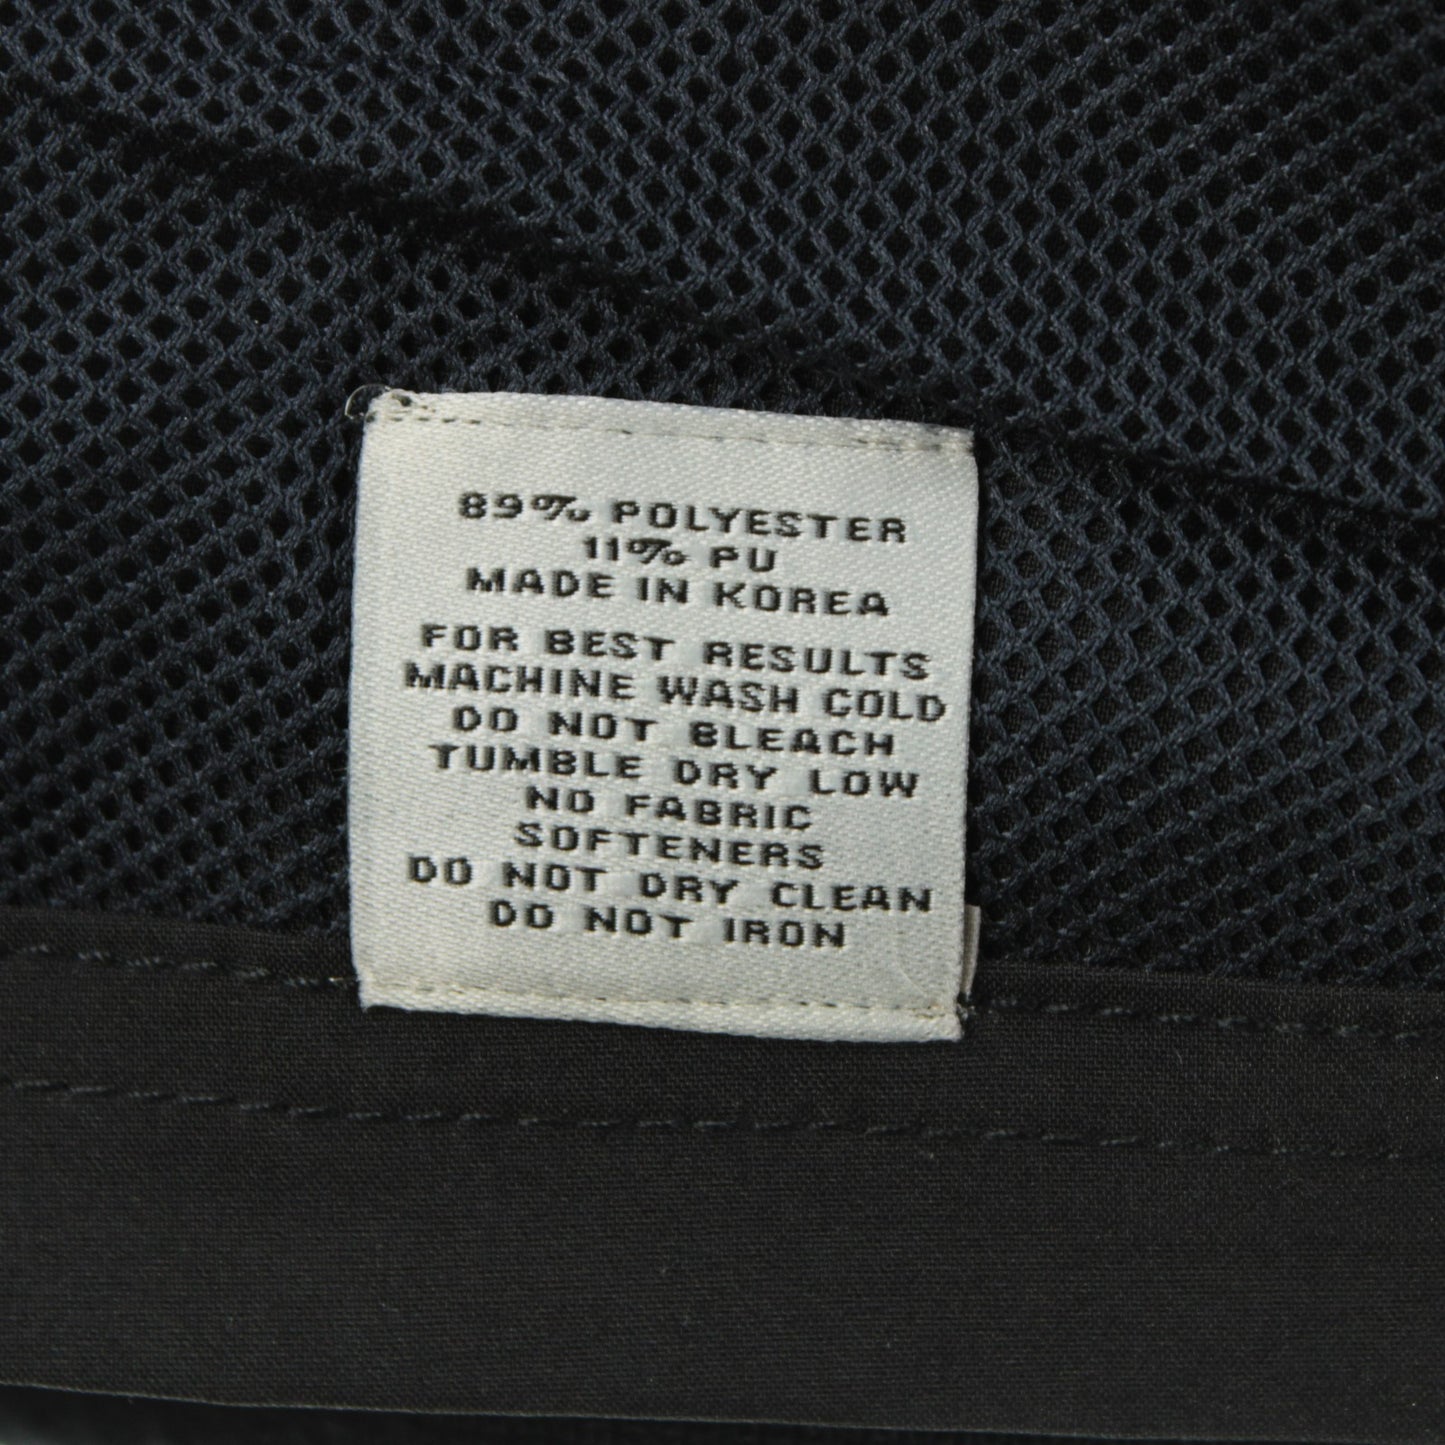 89% POLYESTER
11% PU
MADE IN KOREA
FOR BEST RESULTS
MACHINE WASH COLD
DO NOT BLEACH
TUMBLE DRY LOW
NO FABRIC
SOFTENERS
DO NOT DRY CLEAN
DO NOT IRON